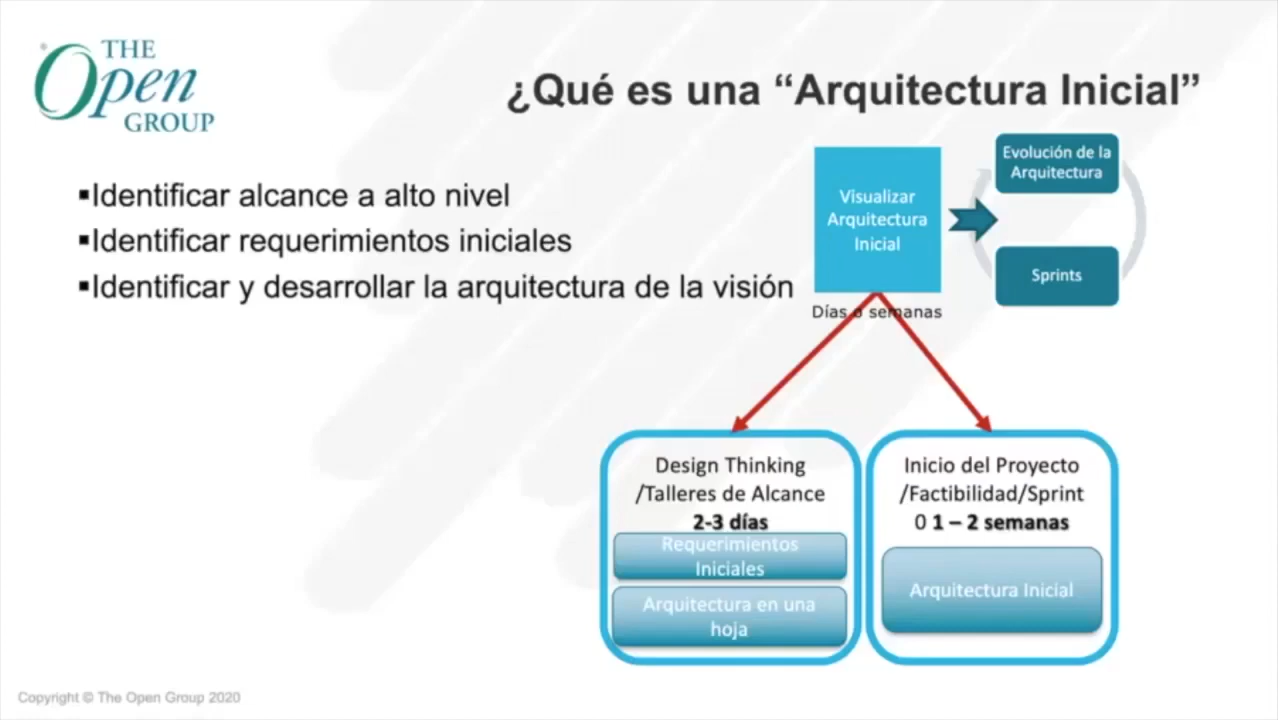 THE
Open
GROUP
¿Qué es una “Arquitectura Inicial”
▪Identificar alcance a alto nivel
▪Identificar requerimientos iniciales
▪Identificar y desarrollar la arquitectura de la visión
Visualizar
Arquitectura
Inicial
Días o semanas
Evolución de la
Arquitectura
Sprints
Design Thinking
/Talleres de Alcance
2-3 días
Requerimientos
Iniciales
Arquitectura en una
hoja
Inicio del Proyecto
/Factibilidad/Sprint
0 1 – 2 semanas
Arquitectura Inicial
Copyright © The Open Group 2020